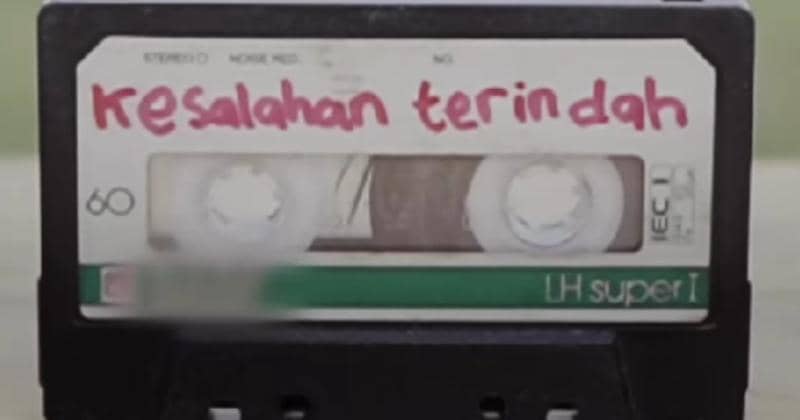 STEREO NOISE RED. NO
Kesalahan terindah
60
IEC I
LH super I